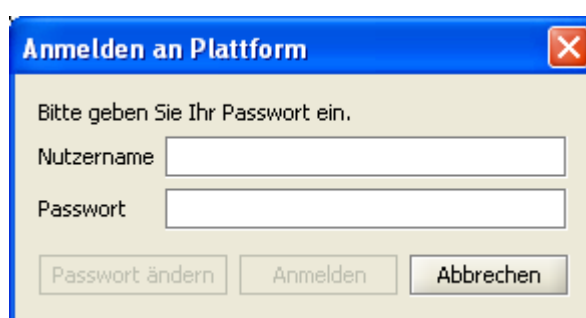 Anmelden an Plattform
Bitte geben Sie Ihr Passwort ein.
Nutzername
Passwort
Passwort ändern Anmelden Abbrechen